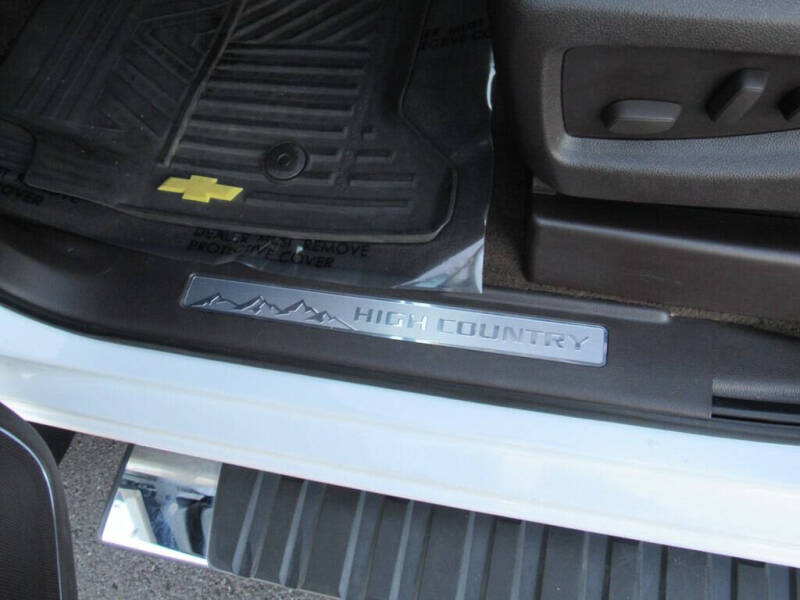 DEALER MUST REMOVE
PROTECTIVE COVER
HIGH COUNTRY